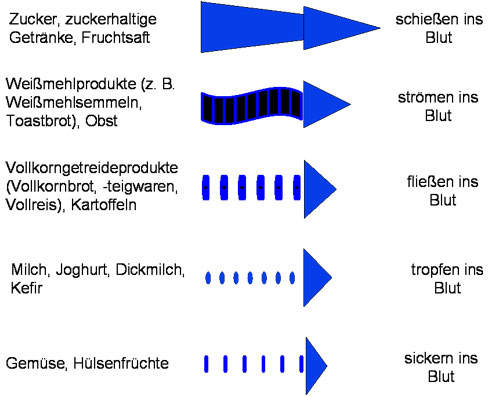 Zucker, zuckerhaltige
Getränke, Fruchtsaft
schießen ins
Blut
Weißmehlprodukte (z. B.
Weißmehlsemmeln,
Toastbrot), Obst
strömen ins
Blut
Vollkorngetreideprodukte
(Vollkornbrot, -teigwaren,
Vollreis), Kartoffeln
fließen ins
Blut
Milch, Joghurt, Dickmilch,
Kefir
tropfen ins
Blut
Gemüse, Hülsenfrüchte
sickern ins
Blut